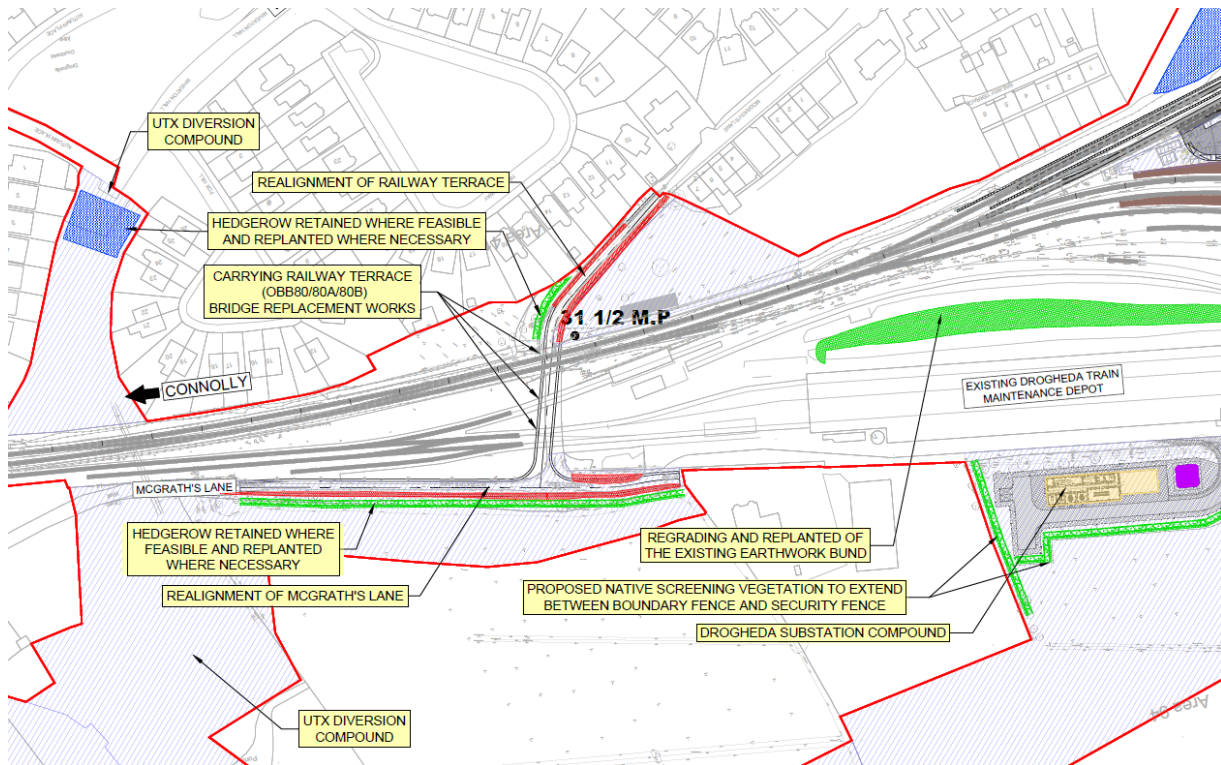 UTX DIVERSION
COMPOUND
REALIGNMENT OF RAILWAY TERRACE
HEDGEROW RETAINED WHERE FEASIBLE
AND REPLANTED WHERE NECESSARY
CARRYING RAILWAY TERRACE
(OBB80/80A/80B)
BRIDGE REPLACEMENT WORKS
31 1/2 M.P
CONNOLLY
EXISTING DROGHEDA TRAIN
MAINTENANCE DEPOT
MCGRATH'S LANE
HEDGEROW RETAINED WHERE
FEASIBLE AND REPLANTED
WHERE NECESSARY
REALIGNMENT OF MCGRATH'S LANE
REGRADING AND REPLANTED OF
THE EXISTING EARTHWORK BUND
PROPOSED NATIVE SCREENING VEGETATION TO EXTEND
BETWEEN BOUNDARY FENCE AND SECURITY FENCE
DROGHEDA SUBSTATION COMPOUND
UTX DIVERSION
COMPOUND
Area 94